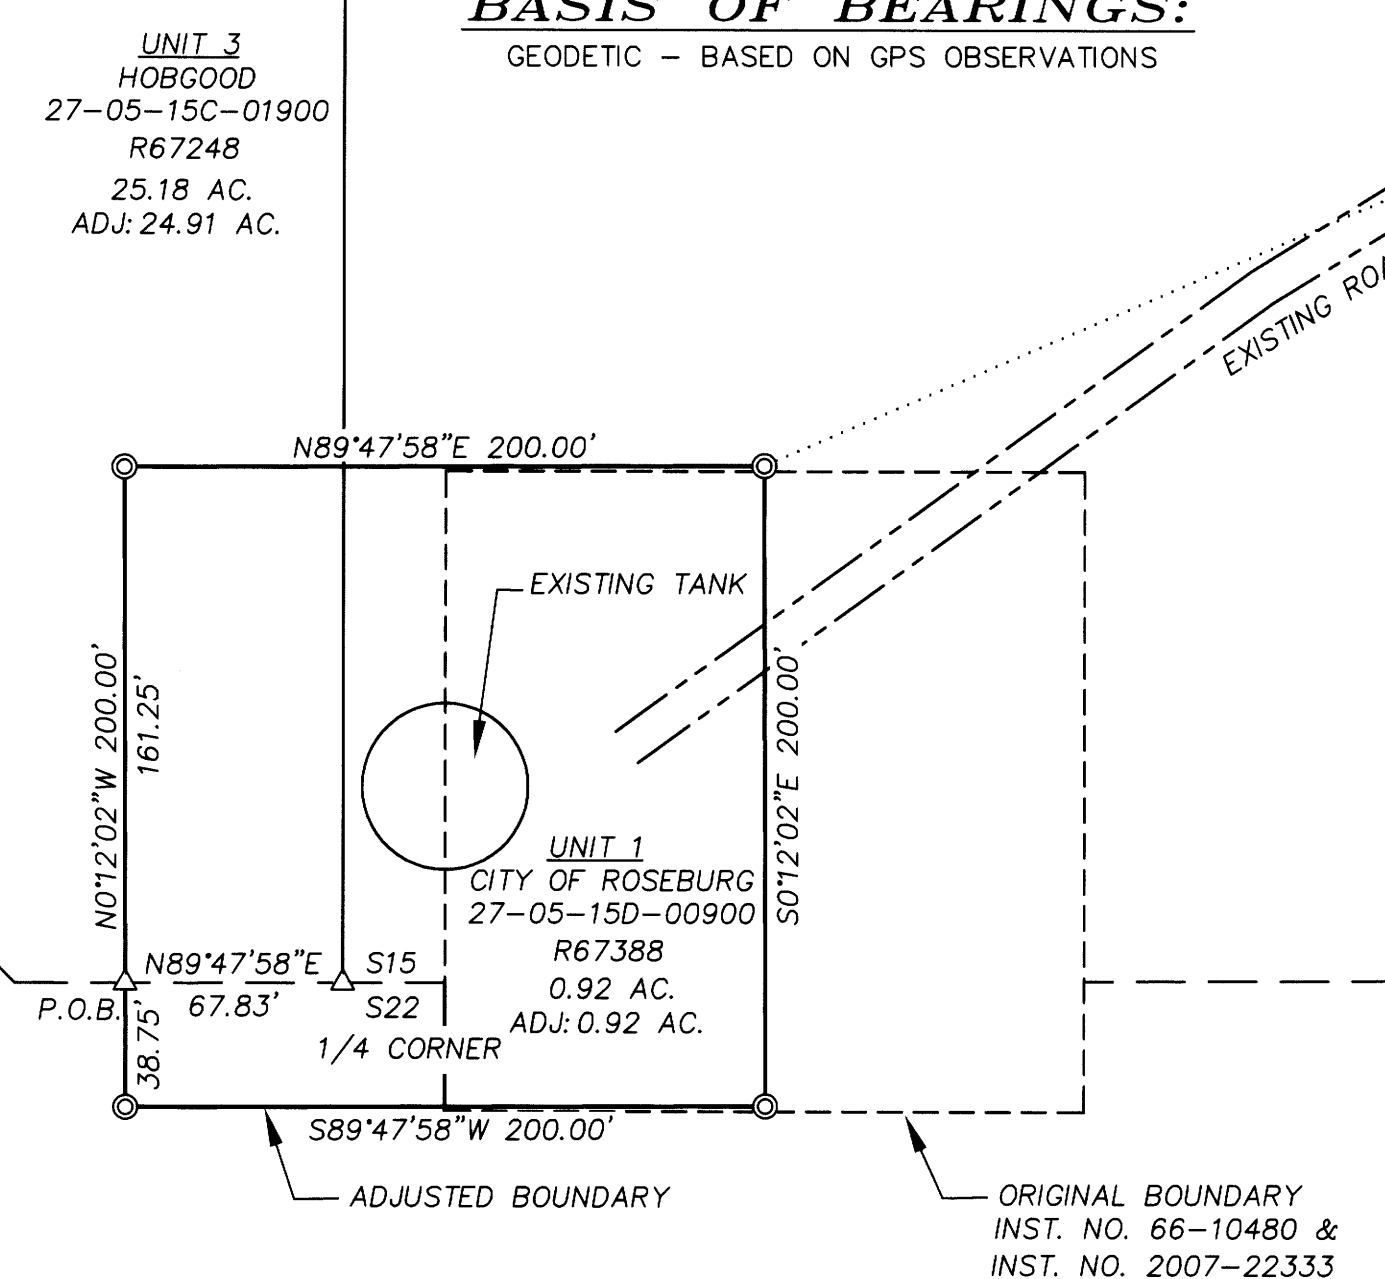 BASIS OF BEARINGS:
GEODETIC – BASED ON GPS OBSERVATIONS
UNIT 3
HOBGOOD
27–05–15C–01900
R67248
25.18 AC.
ADJ: 24.91 AC.
EXISTING
N89°47'58"E 200.00'
EXISTING TANK
N0°12'02"W 200.00'
161.25'
S0°12'02"E 200.00'
UNIT 1
CITY OF ROSEBURG
27–05–15D–00900
R67388
0.92 AC.
ADJ: 0.92 AC.
N89°47'58"E
S15
P.O.B.
67.83'
S22
1/4 CORNER
38.75'
S89°47'58"W 200.00'
ADJUSTED BOUNDARY
ORIGINAL BOUNDARY
INST. NO. 66–10480 &
INST. NO. 2007–22333